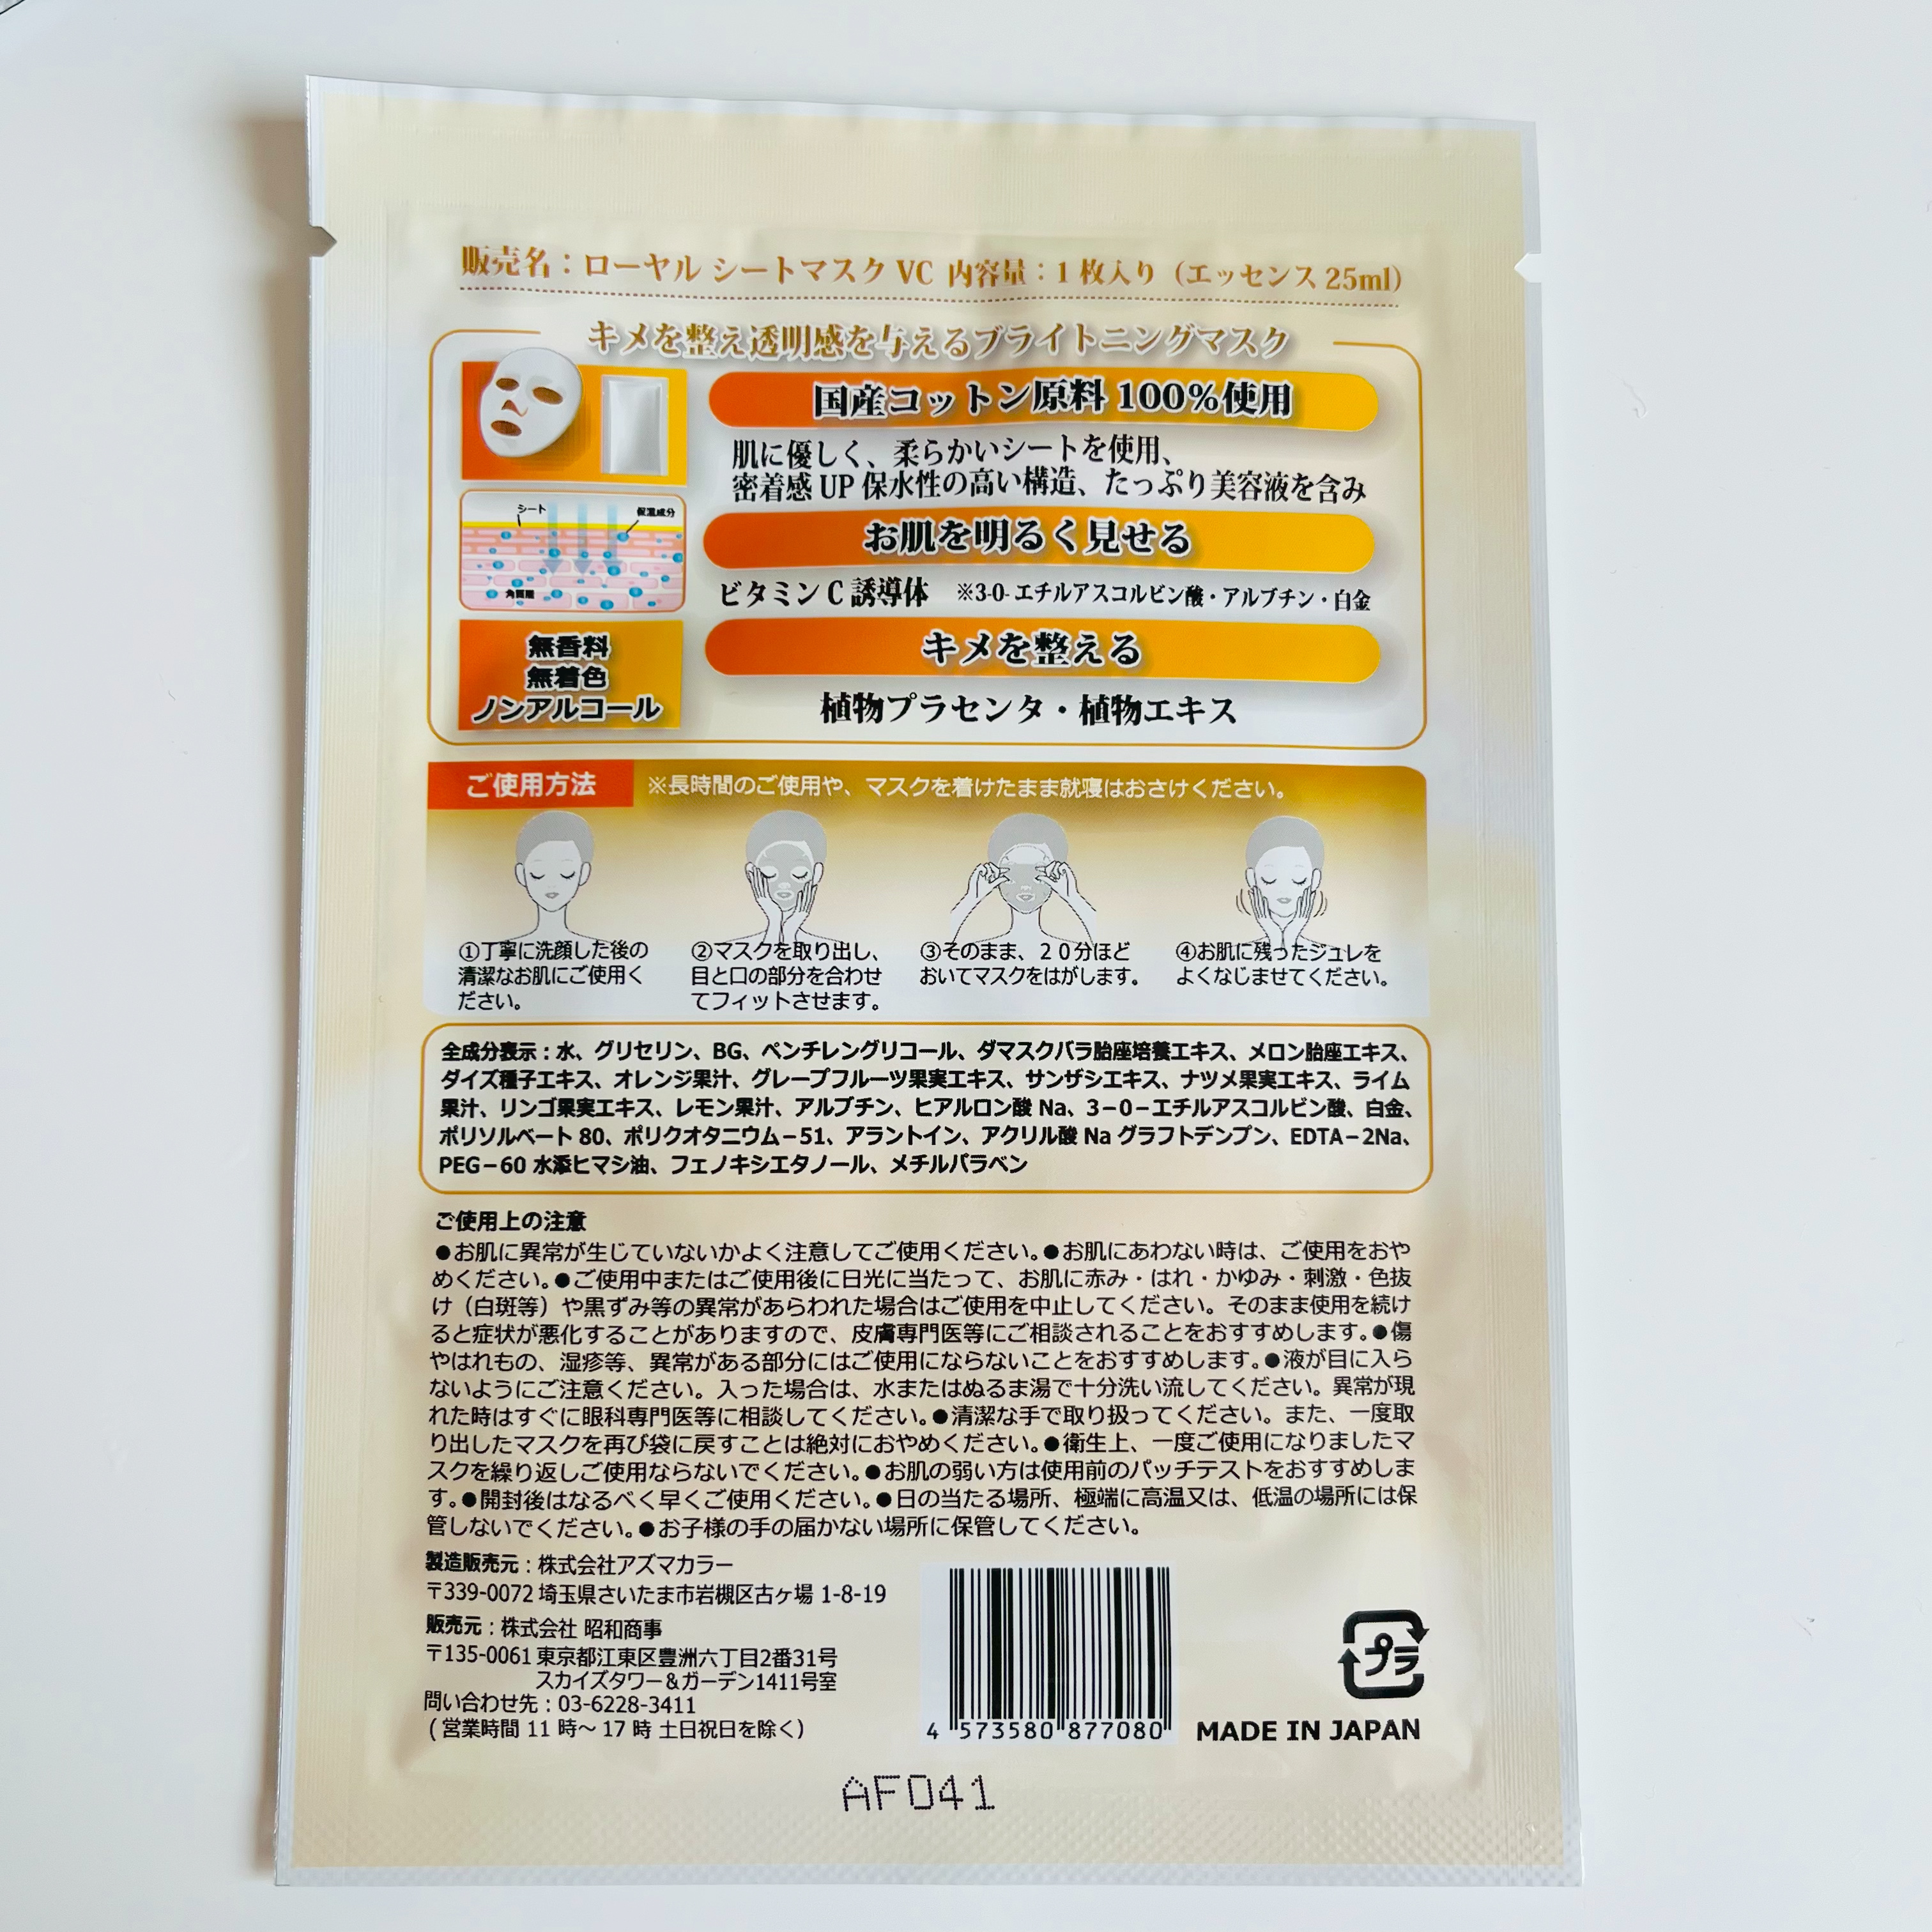 販売名：ローヤル シートマスク VC 内容量：1 枚入り（エッセンス 25ml）
キメを整え透明感を与えるブライトニングマスク
国産コットン原料 100%使用
肌に優しく、柔らかいシートを使用、
密着感 UP 保水性の高い構造、たっぷり美容液を含み
シート
保湿成分
角質層
お肌を明るく見せる
ビタミン C 誘導体 ※3-0- エチルアスコルビン酸・アルブチン・白金
無香料
無着色
ノンアルコール
キメを整える
植物プラセンタ・植物エキス
ご使用方法 ※長時間のご使用や、マスクを着けたまま就寝はおさけください。
①丁寧に洗顔した後の
清潔なお肌にご使用く
ださい。
②マスクを取り出し、
目と口の部分を合わせ
てフィットさせます。
③そのまま、２０分ほど
おいてマスクをはがします。
④お肌に残ったジュレを
よくなじませてください。
全成分表示：水、グリセリン、BG、ペンチレングリコール、ダマスクバラ胎座培養エキス、メロン胎座エキス、
ダイズ種子エキス、オレンジ果汁、グレープフルーツ果実エキス、サンザシエキス、ナツメ果実エキス、ライム
果汁、リンゴ果実エキス、レモン果汁、アルブチン、ヒアルロン酸 Na、3－0－エチルアスコルビン酸、白金、
ポリソルベート 80、ポリクオタニウム－51、アラントイン、アクリル酸 Na グラフトデンプン、EDTA－2Na、
PEG－60 水添ヒマシ油、フェノキシエタノール、メチルパラベン
ご使用上の注意
●お肌に異常が生じていないかよく注意してご使用ください。●お肌にあわない時は、ご使用をおや
めください。●ご使用中またはご使用後に日光に当たって、お肌に赤み・はれ・かゆみ・刺激・色抜
け（白斑等）や黒ずみ等の異常があらわれた場合はご使用を中止してください。そのまま使用を続け
ると症状が悪化することがありますので、皮膚専門医等にご相談されることをおすすめします。●傷
やはれもの、湿疹等、異常がある部分にはご使用にならないことをおすすめします。●液が目に入ら
ないようにご注意ください。入った場合は、水またはぬるま湯で十分洗い流してください。異常が現
れた時はすぐに眼科専門医等に相談してください。●清潔な手で取り扱ってください。また、一度取
り出したマスクを再び袋に戻すことは絶対におやめください。●衛生上、一度ご使用になりましたマ
スクを繰り返しご使用ならないでください。●お肌の弱い方は使用前のパッチテストをおすすめしま
す。●開封後はなるべく早くご使用ください。●日の当たる場所、極端に高温又は、低温の場所には保
管しないでください。●お子様の手の届かない場所に保管してください。
製造販売元：株式会社アズマカラー
〒339-0072 埼玉県さいたま市岩槻区古ヶ場 1-8-19
販売元：株式会社 昭和商事
〒135-0061 東京都江東区豊洲六丁目2番31号
スカイズタワー＆ガーデン1411号室
問い合わせ先：03-6228-3411
( 営業時間 11 時～ 17 時 土日祝日を除く)
4 573580 877080
プラ
MADE IN JAPAN
AF041